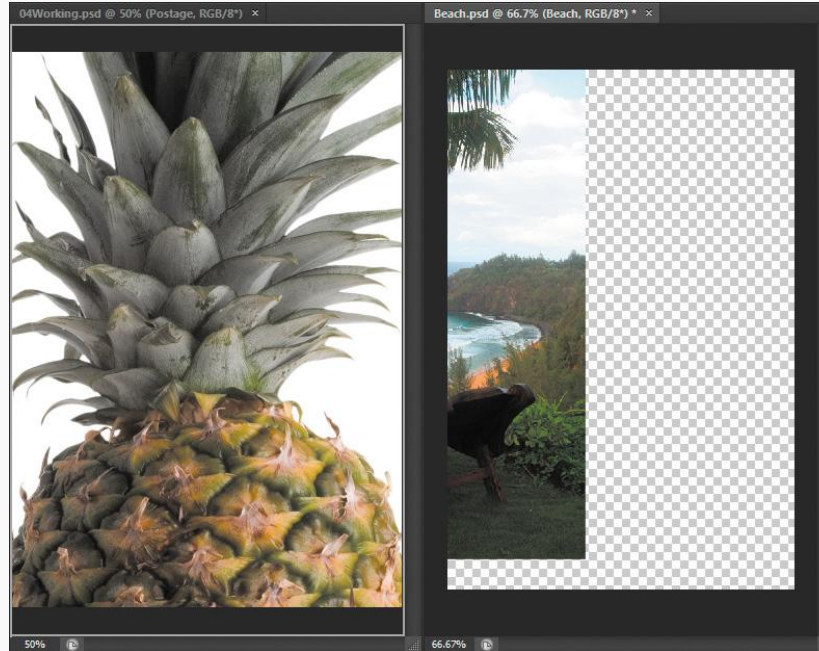 04Working.psd @ 50% (Postage, RGB/8*) ×
Beach.psd @ 66.7% (Beach, RGB/8*) * ×
50%
66.67%